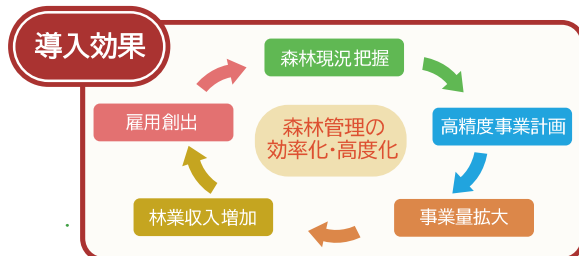 導入効果
森林現況把握
高精度事業計画
事業量拡大
林業収入増加
雇用創出
森林管理の
効率化・高度化